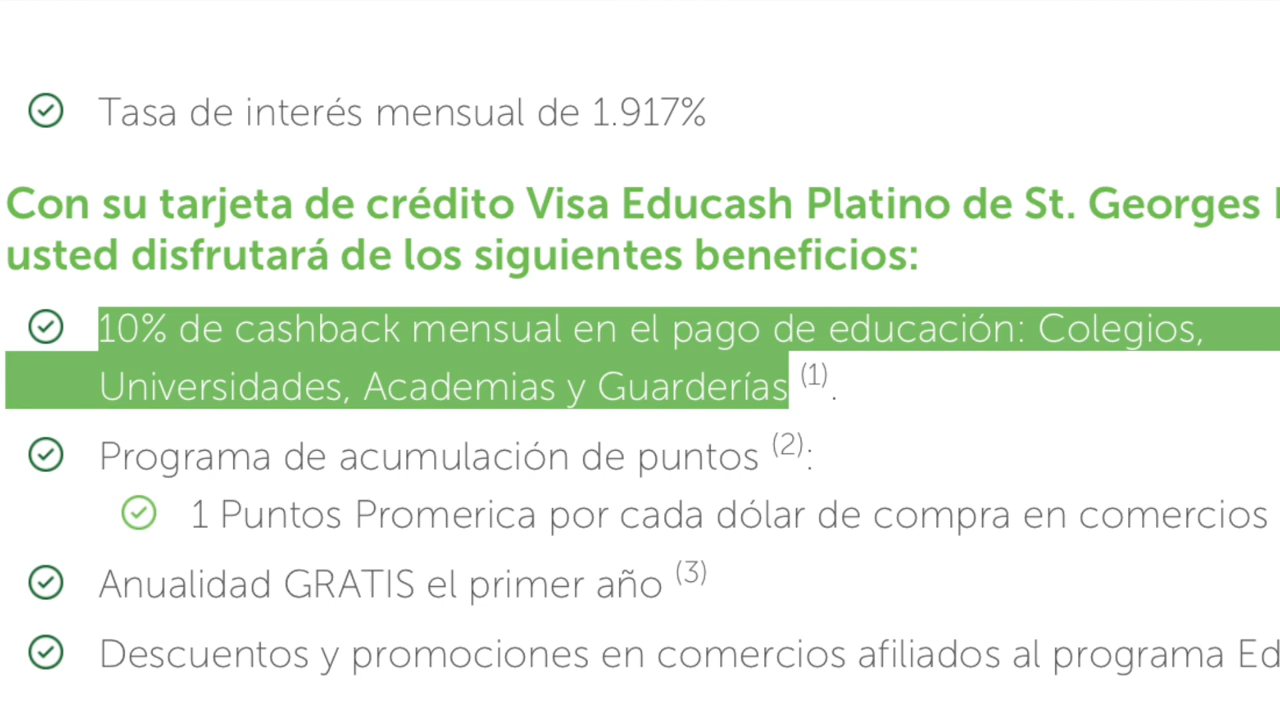 Tasa de interés mensual de 1.917%
Con su tarjeta de crédito Visa Educash Platino de St. Georges
usted disfrutará de los siguientes beneficios:
10% de cashback mensual en el pago de educación: Colegios,
Universidades, Academias y Guarderías (1).
Programa de acumulación de puntos (2):
1 Puntos Promerica por cada dólar de compra en comercios
Anualidad GRATIS el primer año (3)
Descuentos y promociones en comercios afiliados al programa